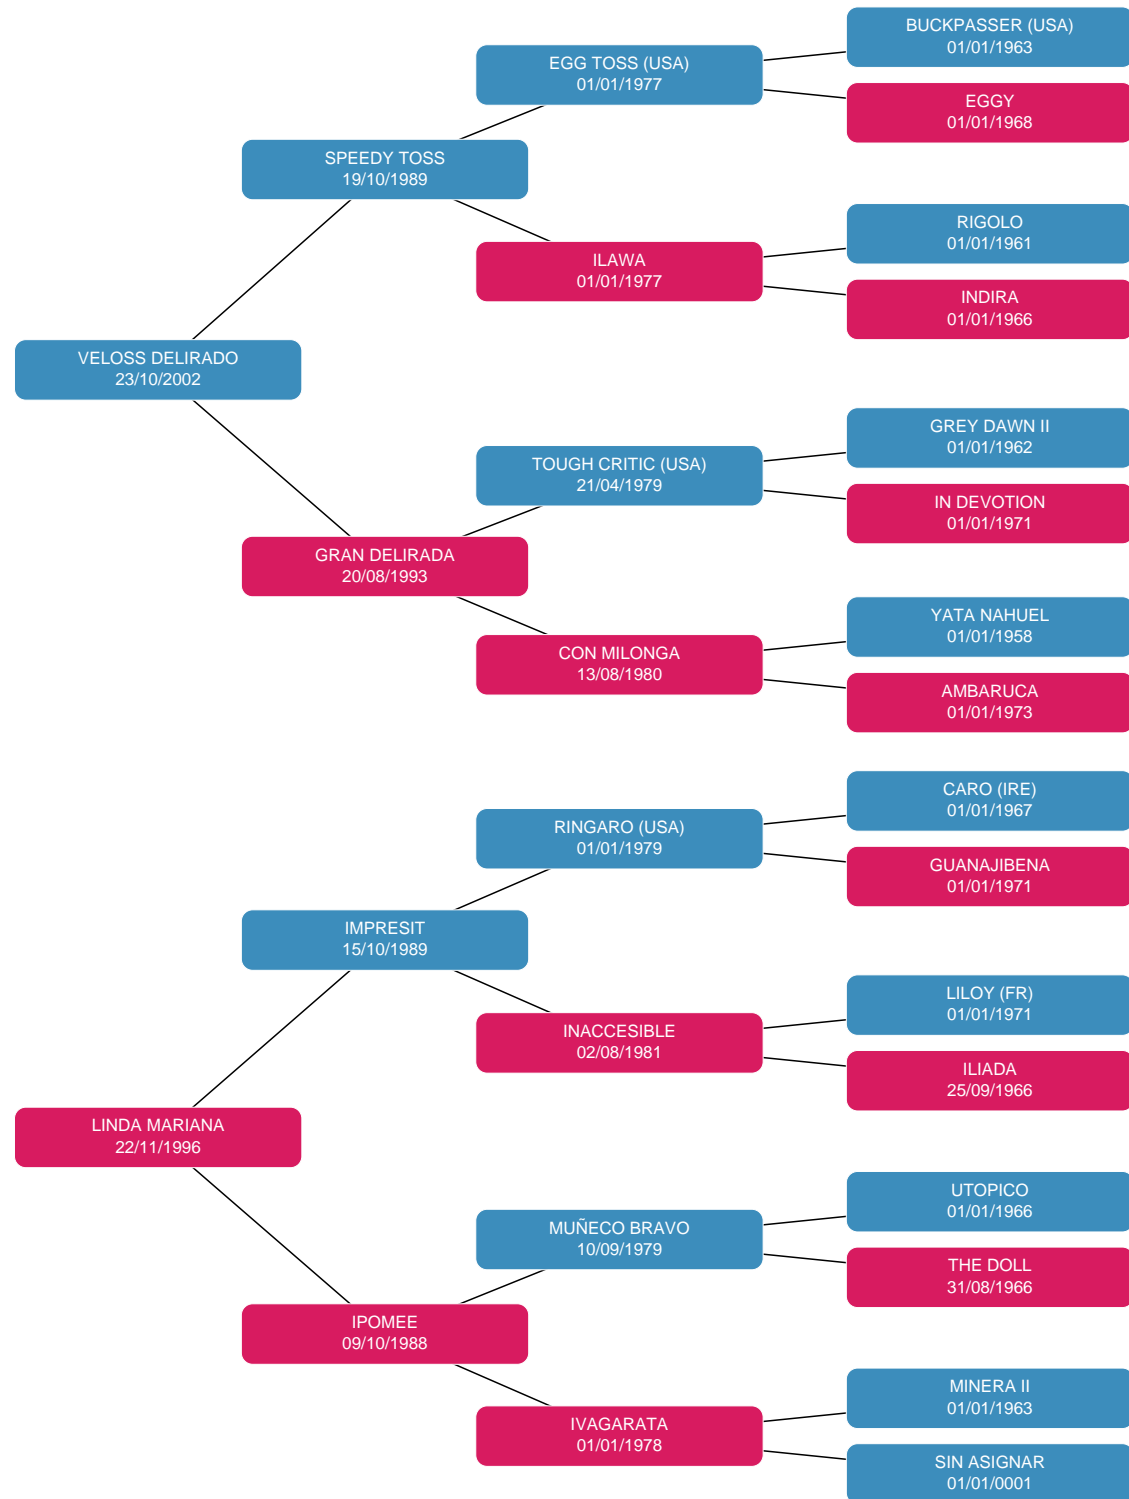 BUCKPASSER (USA)
01/01/1963
EGG TOSS (USA)
01/01/1977
EGGY
01/01/1968
SPEEDY TOSS
19/10/1989
RIGOLO
01/01/1961
ILAWA
01/01/1977
INDIRA
01/01/1966
VELOSS DELIRADO
23/10/2002
GREY DAWN II
01/01/1962
TOUGH CRITIC (USA)
21/04/1979
IN DEVOTION
01/01/1971
GRAN DELIRADA
20/08/1993
YATA NAHUEL
01/01/1958
CON MILONGA
13/08/1980
AMBARUCA
01/01/1973
CARO (IRE)
01/01/1967
RINGARO (USA)
01/01/1979
GUANAJIBENA
01/01/1971
IMPRESIT
15/10/1989
LILOY (FR)
01/01/1971
INACCESIBLE
02/08/1981
ILIADA
25/09/1966
LINDA MARIANA
22/11/1996
UTOPICO
01/01/1966
MUÑECO BRAVO
10/09/1979
THE DOLL
31/08/1966
IPOMEE
09/10/1988
MINERA II
01/01/1963
IVAGARATA
01/01/1978
SIN ASIGNAR
01/01/0001